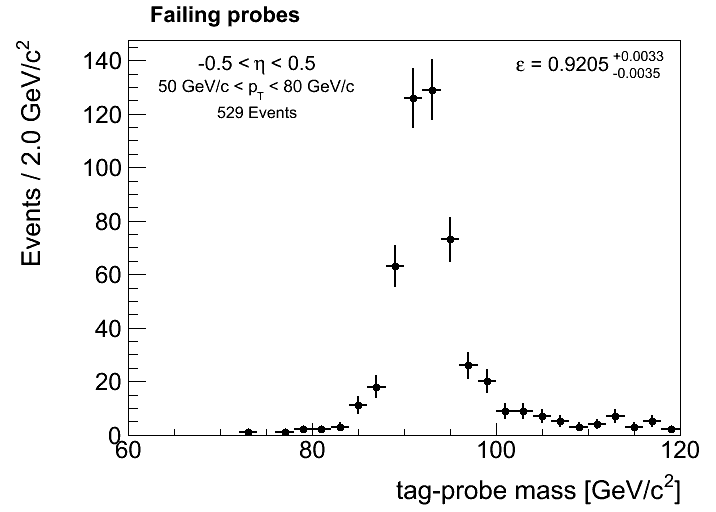 Failing probes
-0.5 < η < 0.5
50 GeV/c < p_T < 80 GeV/c
529 Events
ε = 0.9205 +0.0033 -0.0035
Events / 2.0 GeV/c²
140
120
100
80
60
40
20
0
60 80 100 120
tag-probe mass [GeV/c²]